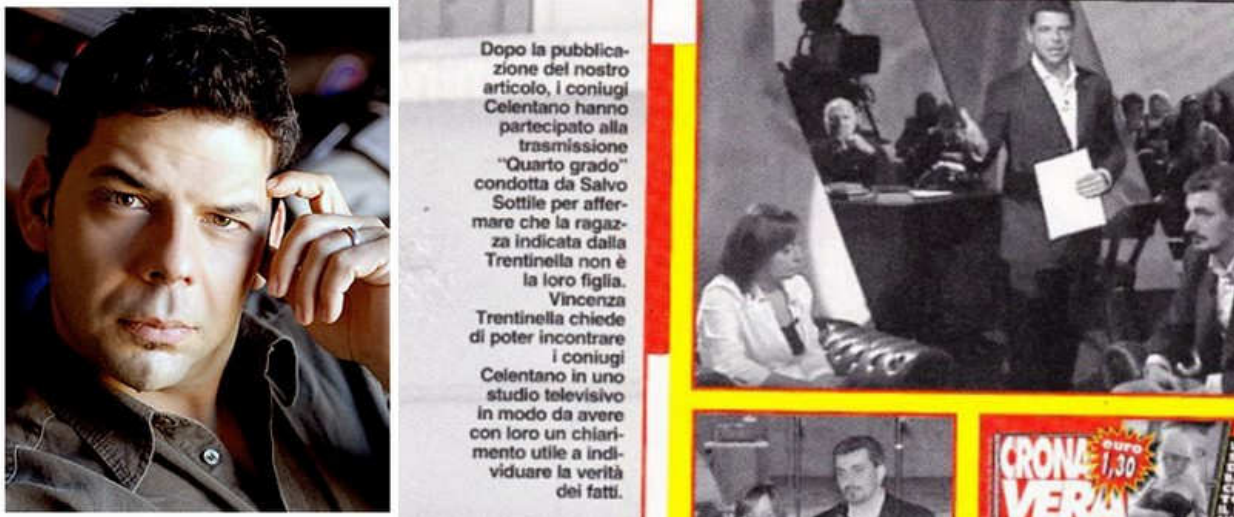 Dopo la pubblica-
zione del nostro
articolo, i coniugi
Celentano hanno
partecipato alla
trasmissione
"Quarto grado"
condotta da Salvo
Sottile per affer-
mare che la ragaz-
za indicata dalla
Trentinella non è
la loro figlia.
Vincenza
Trentinella chiede
di poter incontrare
i coniugi
Celentano in uno
studio televisivo
in modo da avere
con loro un chiari-
mento utile a indi-
viduare la verità
dei fatti.
CRONA
VERA
euro
1,30